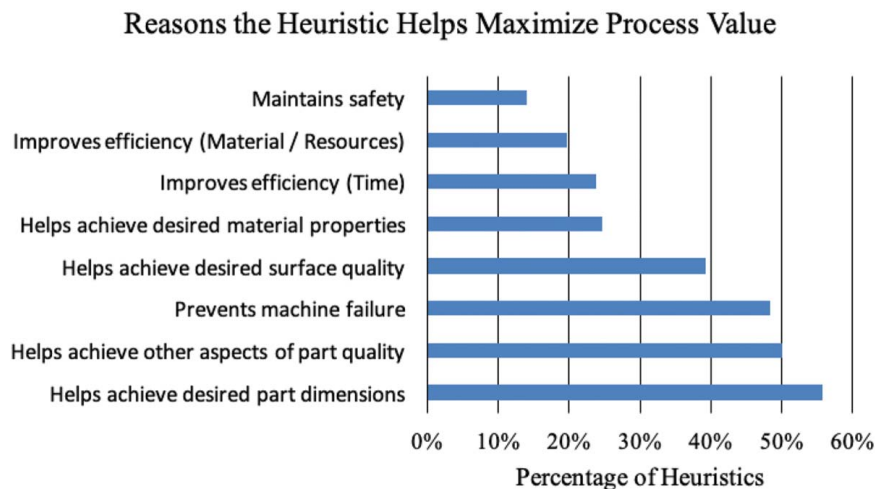 Reasons the Heuristic Helps Maximize Process Value
Maintains safety
Improves efficiency (Material / Resources)
Improves efficiency (Time)
Helps achieve desired material properties
Helps achieve desired surface quality
Prevents machine failure
Helps achieve other aspects of part quality
Helps achieve desired part dimensions
0% 10% 20% 30% 40% 50% 60%
Percentage of Heuristics